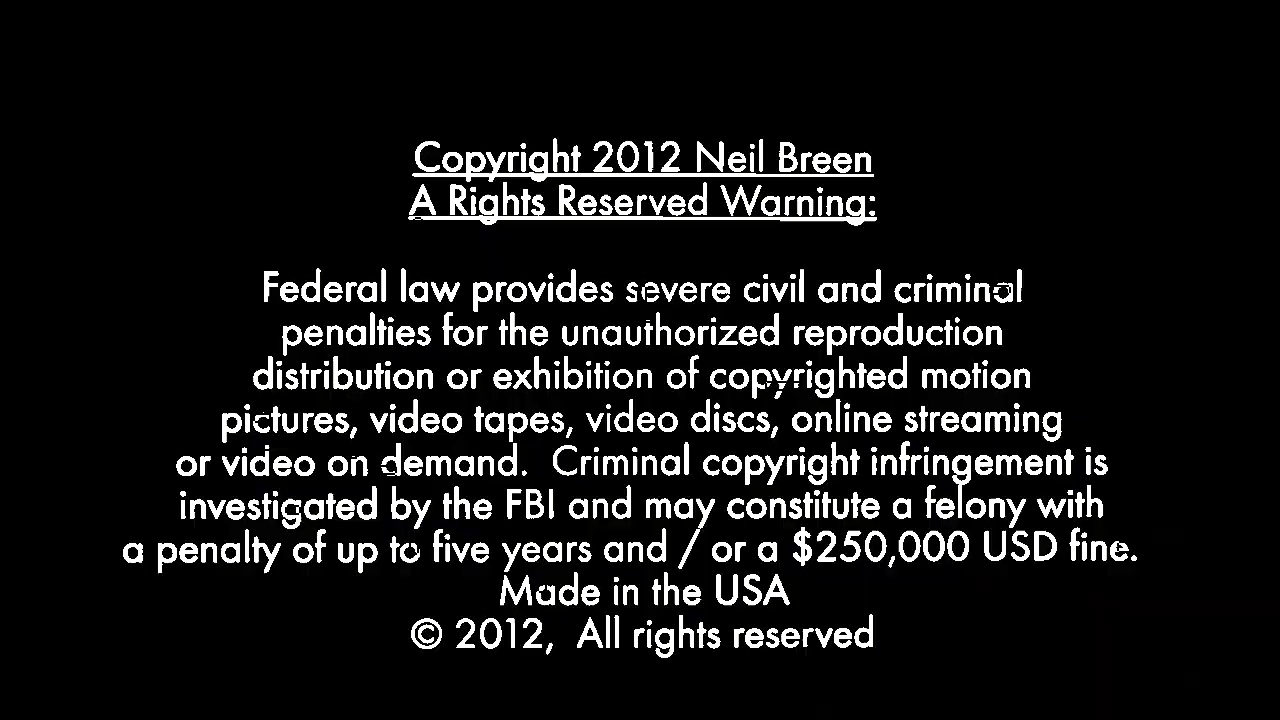 Copyright 2012 Neil Breen
A Rights Reserved Warning:
Federal law provides severe civil and criminal
penalties for the unauthorized reproduction
distribution or exhibition of copyrighted motion
pictures, video tapes, video discs, online streaming
or video on demand.  Criminal copyright infringement is
investigated by the FBI and may constitute a felony with
a penalty of up to five years and / or a $250,000 USD fine.
Made in the USA
© 2012,  All rights reserved